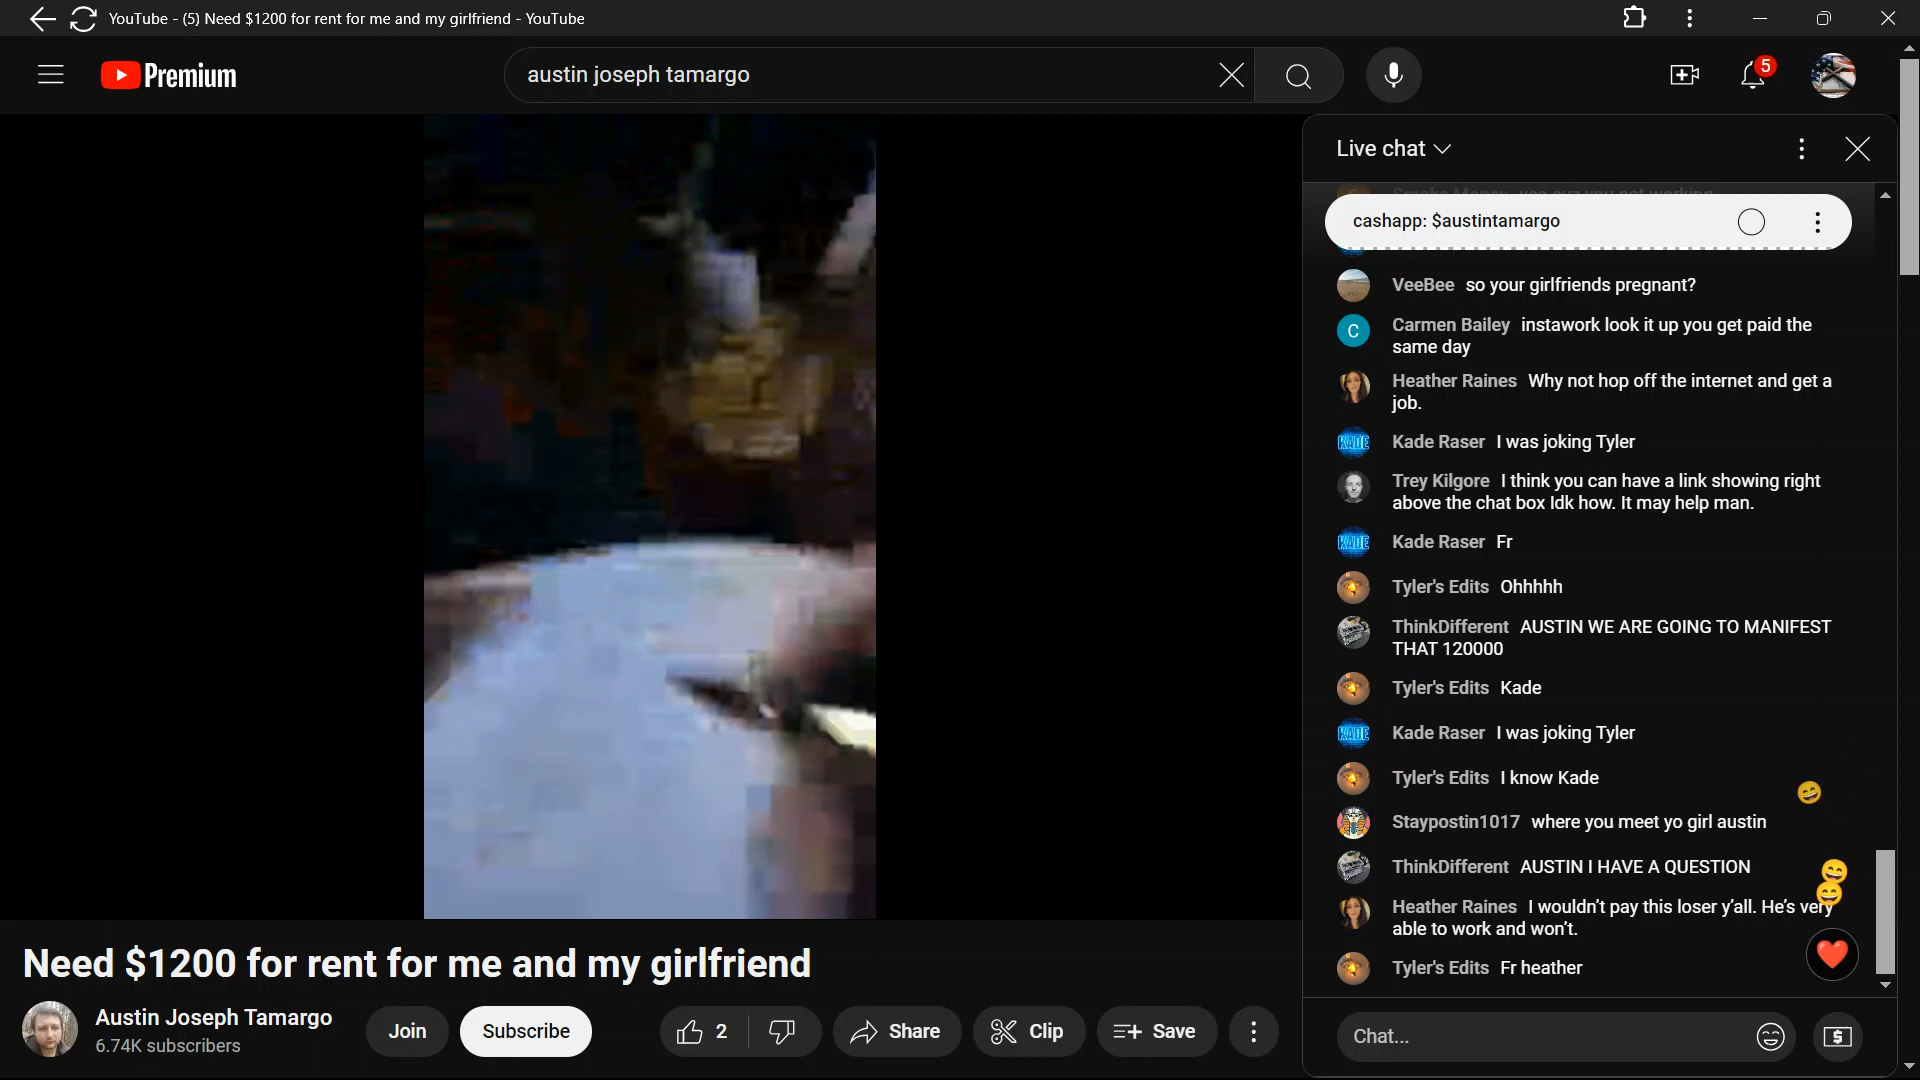 YouTube - (5) Need $1200 for rent for me and my girlfriend - YouTube
Premium
austin joseph tamargo
5
Live chat
Smoke Money yes cuz you not working
cashapp: $austintamargo
VeeBee so your girlfriends pregnant?
C
Carmen Bailey instawork look it up you get paid the
same day
Heather Raines Why not hop off the internet and get a
job.
KADE
Kade Raser I was joking Tyler
Trey Kilgore I think you can have a link showing right
above the chat box Idk how. It may help man.
KADE
Kade Raser Fr
Tyler's Edits Ohhhhh
ThinkDifferent AUSTIN WE ARE GOING TO MANIFEST
THAT 120000
Tyler's Edits Kade
KADE
Kade Raser I was joking Tyler
Tyler's Edits I know Kade
Staypostin1017 where you meet yo girl austin
ThinkDifferent AUSTIN I HAVE A QUESTION
Heather Raines I wouldn't pay this loser y'all. He's very
able to work and won't.
Tyler's Edits Fr heather
Chat...
Need $1200 for rent for me and my girlfriend
Austin Joseph Tamargo
6.74K subscribers
Join
Subscribe
2
Share
Clip
Save